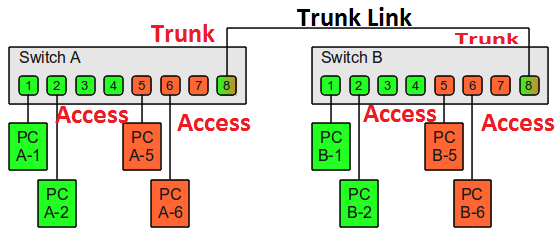 Trunk Link
Trunk
Trunk
Switch A
Switch B
1 2 3 4 5 6 7 8
1 2 3 4 5 6 7 8
Access
Access
Access
Access
PC
A-1
PC
A-5
PC
B-1
PC
B-5
PC
A-2
PC
A-6
PC
B-2
PC
B-6